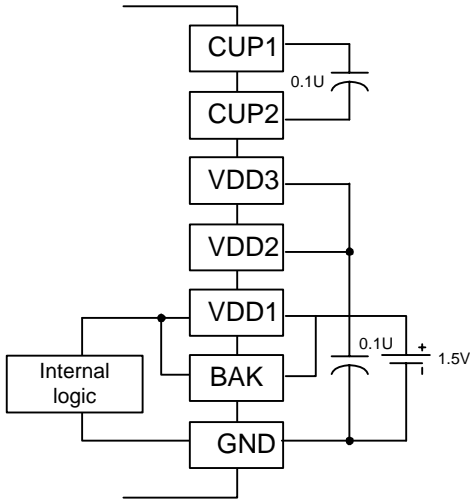 CUP1
0.1U
CUP2
VDD3
VDD2
VDD1
0.1U
+
1.5V
-
Internal
logic
BAK
GND